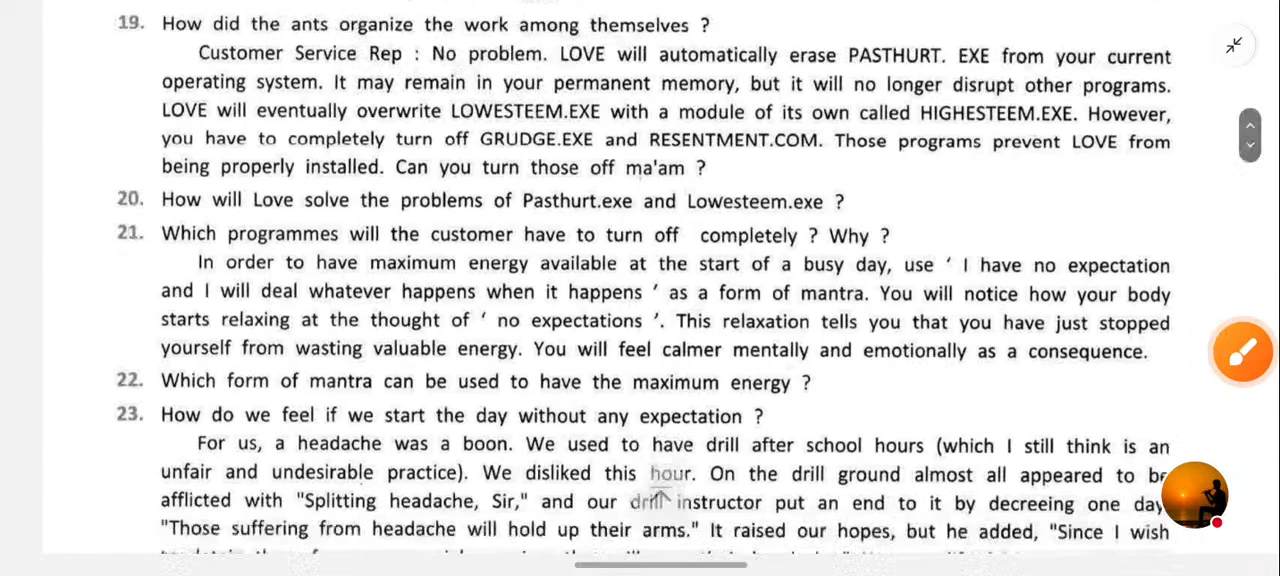 19. How did the ants organize the work among themselves ?
Customer Service Rep : No problem. LOVE will automatically erase PASTHURT. EXE from your current
operating system. It may remain in your permanent memory, but it will no longer disrupt other programs.
LOVE will eventually overwrite LOWESTEEM.EXE with a module of its own called HIGHESTEEM.EXE. However,
you have to completely turn off GRUDGE.EXE and RESENTMENT.COM. Those programs prevent LOVE from
being properly installed. Can you turn those off ma'am ?
20. How will Love solve the problems of Pasthurt.exe and Lowesteem.exe ?
21. Which programmes will the customer have to turn off completely ? Why ?
In order to have maximum energy available at the start of a busy day, use ' I have no expectation
and I will deal whatever happens when it happens ' as a form of mantra. You will notice how your body
starts relaxing at the thought of ' no expectations '. This relaxation tells you that you have just stopped
yourself from wasting valuable energy. You will feel calmer mentally and emotionally as a consequence.
22. Which form of mantra can be used to have the maximum energy ?
23. How do we feel if we start the day without any expectation ?
For us, a headache was a boon. We used to have drill after school hours (which I still think is an
unfair and undesirable practice). We disliked this hour. On the drill ground almost all appeared to be
afflicted with "Splitting headache, Sir," and our drill instructor put an end to it by decreeing one day
"Those suffering from headache will hold up their arms." It raised our hopes, but he added, "Since I wish